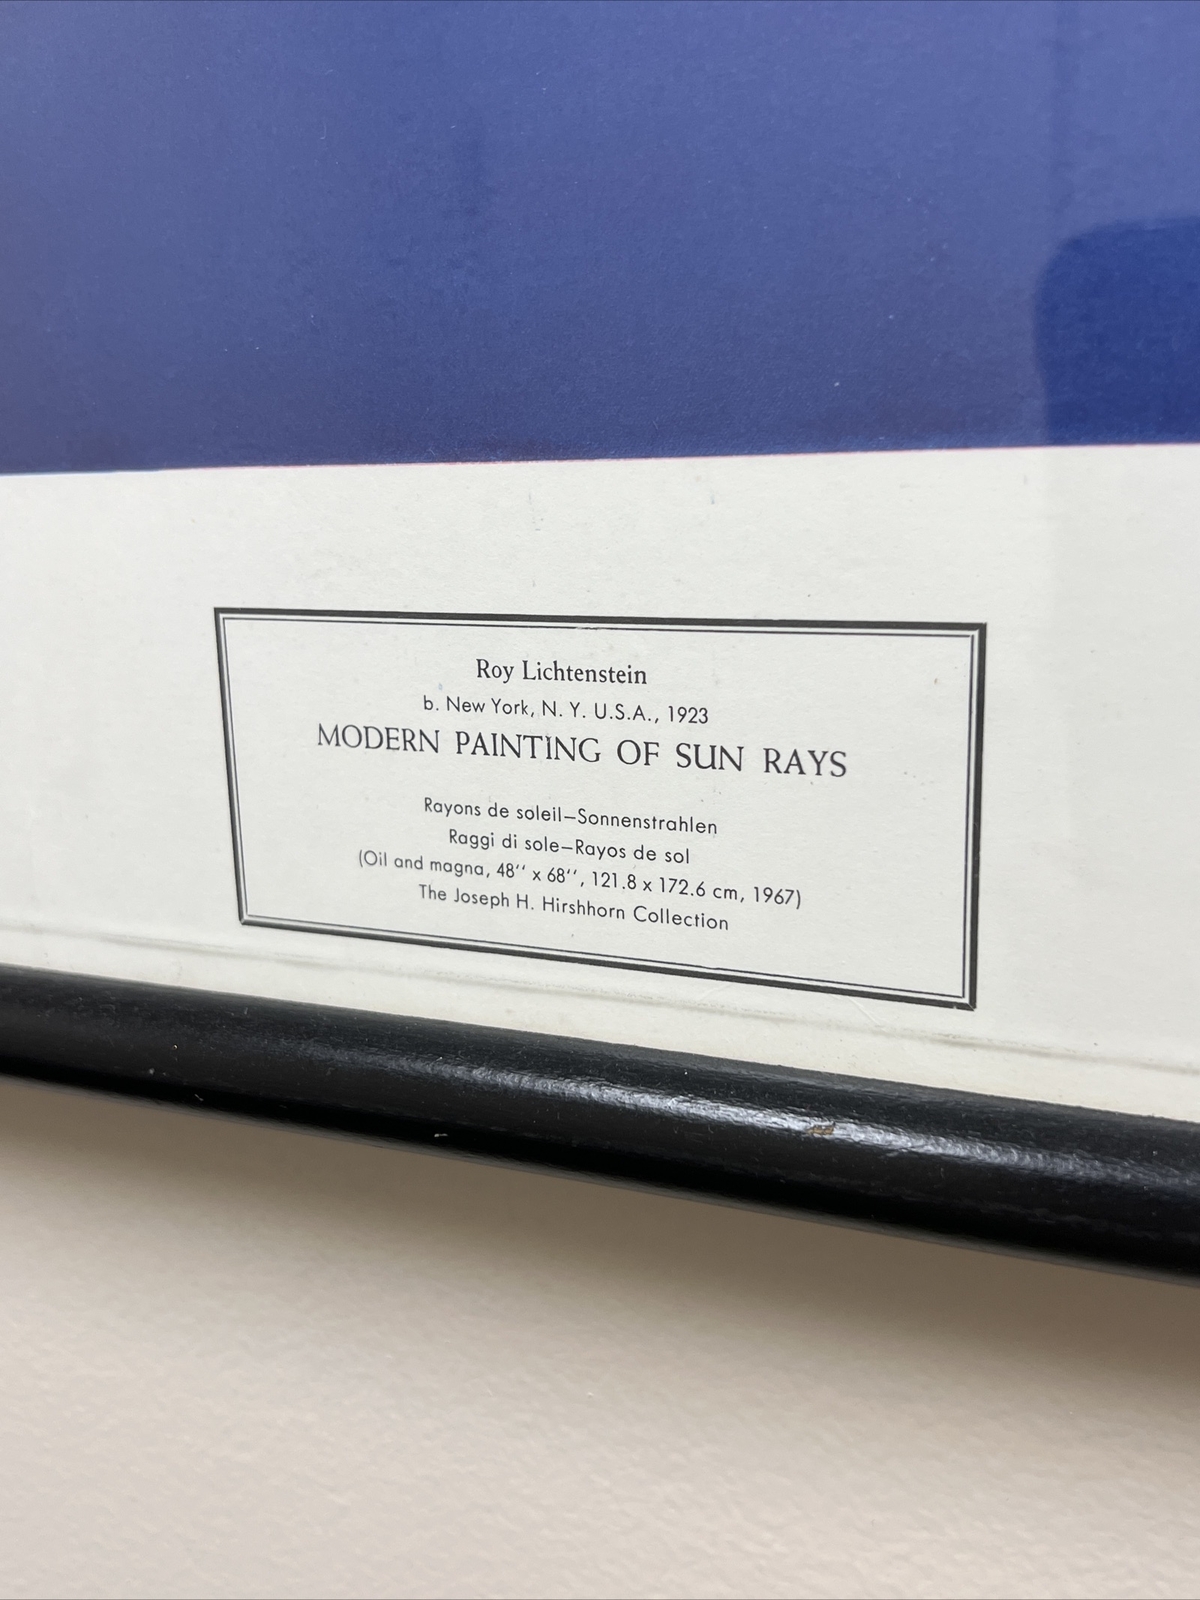 Roy Lichtenstein
b. New York, N. Y. U.S.A., 1923
MODERN PAINTING OF SUN RAYS
Rayons de soleil–Sonnenstrahlen
Raggi di sole–Rayos de sol
(Oil and magna, 48'' x 68'', 121.8 x 172.6 cm, 1967)
The Joseph H. Hirshhorn Collection